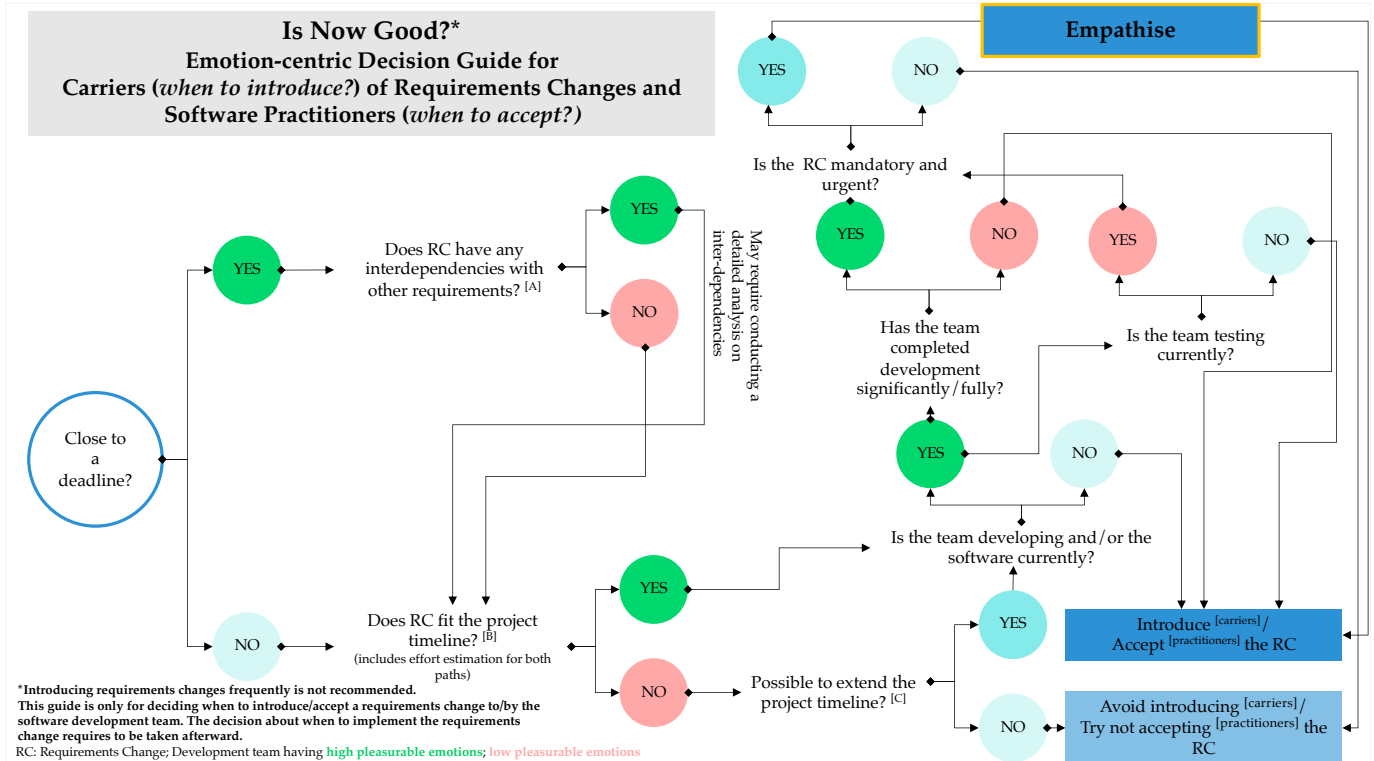 Is Now Good?*
Emotion-centric Decision Guide for
Carriers (when to introduce?) of Requirements Changes and
Software Practitioners (when to accept?)
Empathise
YES
NO
Is the RC mandatory and
urgent?
YES
NO
YES
NO
YES
Does RC have any
interdependencies with
other requirements? [A]
YES
NO
May require conducting a
detailed analysis on
inter-dependencies
Has the team
completed
development
significantly/fully?
Is the team testing
currently?
Close to
a
deadline?
YES
NO
Is the team developing and/or the
software currently?
NO
Does RC fit the project
timeline? [B]
(includes effort estimation for both
paths)
YES
NO
Possible to extend the
project timeline? [C]
YES
NO
Introduce [carriers]/
Accept [practitioners] the RC
Avoid introducing [carriers]/
Try not accepting [practitioners] the
RC
*Introducing requirements changes frequently is not recommended.
This guide is only for deciding when to introduce/accept a requirements change to/by the
software development team. The decision about when to implement the requirements
change requires to be taken afterward.
RC: Requirements Change; Development team having high pleasurable emotions; low pleasurable emotions